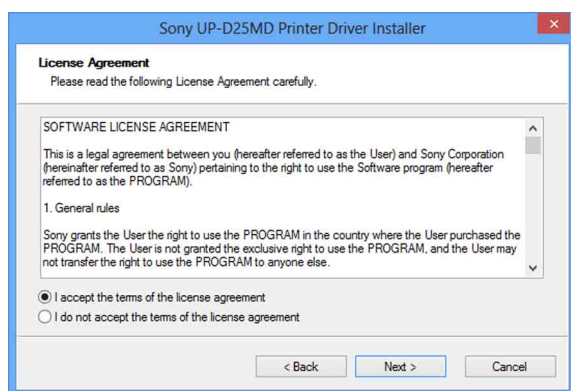 Sony UP-D25MD Printer Driver Installer
License Agreement
Please read the following License Agreement carefully.
SOFTWARE LICENSE AGREEMENT
This is a legal agreement between you (hereafter referred to as the User) and Sony Corporation
(hereinafter referred to as Sony) pertaining to the right to use the Software program (hereafter
referred to as the PROGRAM).
1. General rules
Sony grants the User the right to use the PROGRAM in the country where the User purchased the
PROGRAM. The User is not granted the exclusive right to use the PROGRAM, and the User may
not transfer the right to use the PROGRAM to anyone else.
I accept the terms of the license agreement
I do not accept the terms of the license agreement
< Back Next > Cancel